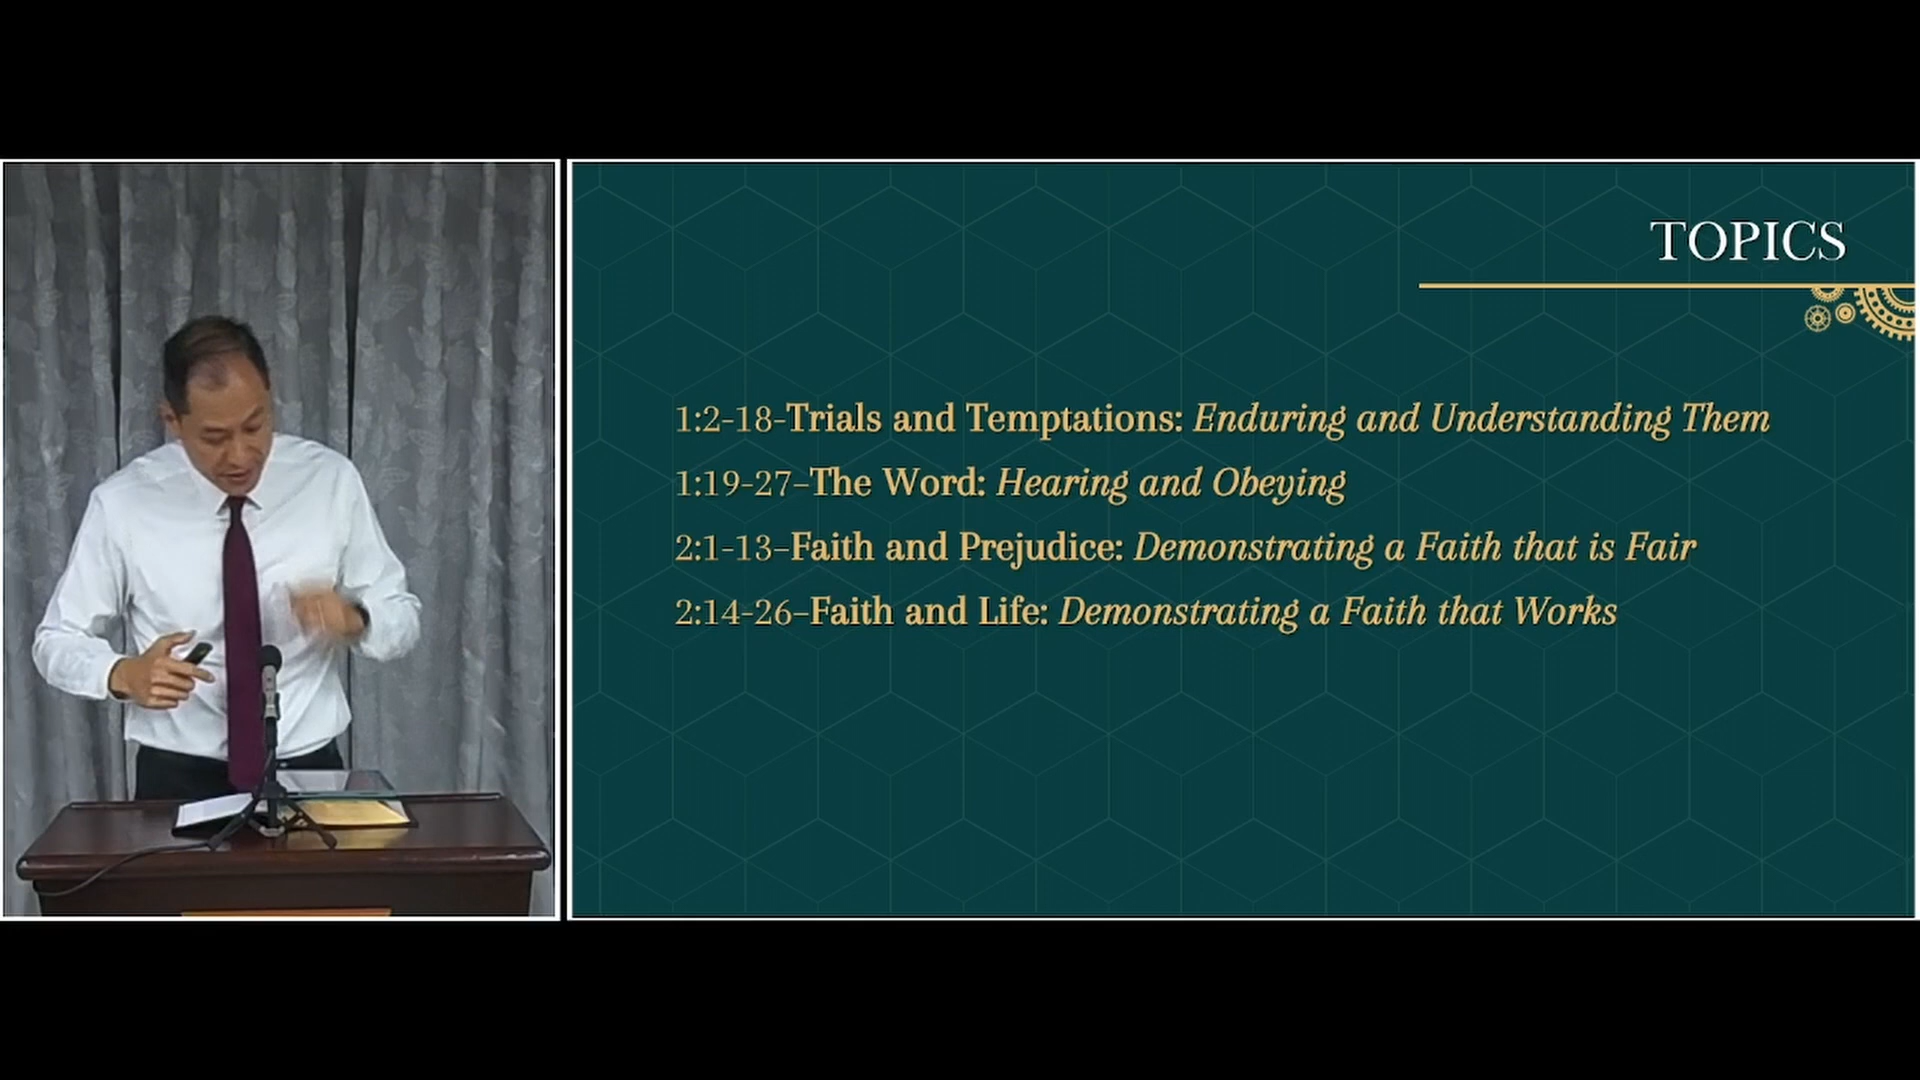 TOPICS
1:2-18-Trials and Temptations: Enduring and Understanding Them
1:19-27–The Word: Hearing and Obeying
2:1-13–Faith and Prejudice: Demonstrating a Faith that is Fair
2:14-26–Faith and Life: Demonstrating a Faith that Works